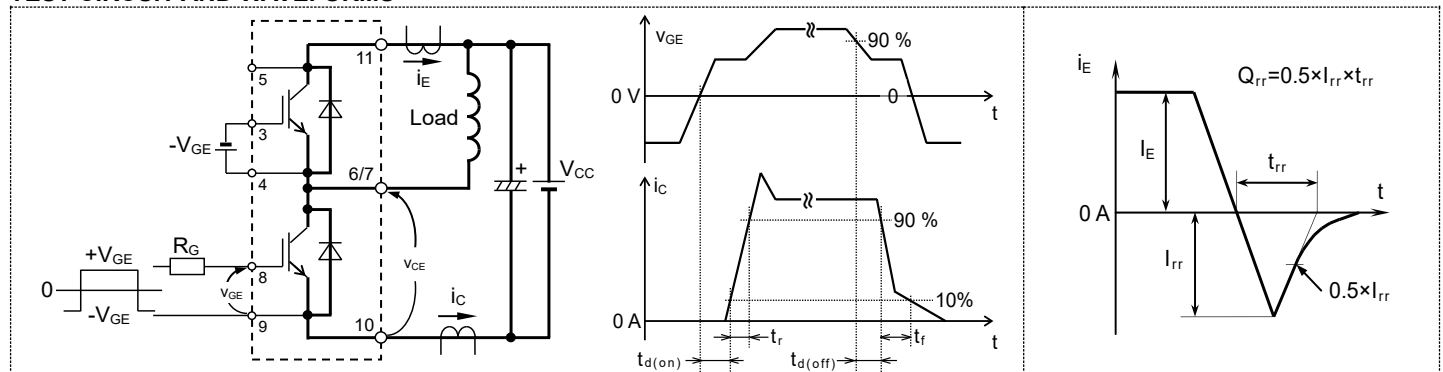 11
5
i_E
3
Load
-V_GE
4
6/7
+
V_CC
R_G
+V_GE
8
v_GE
v_CE
0
-V_GE
9
10
i_C
v_GE
90 %
0 V
0
t
i_C
90 %
10%
0 A
t
t_r
t_f
t_d(on)
t_d(off)
i_E
Q_rr=0.5×I_rr×t_rr
I_E
t_rr
t
0 A
I_rr
0.5×I_rr